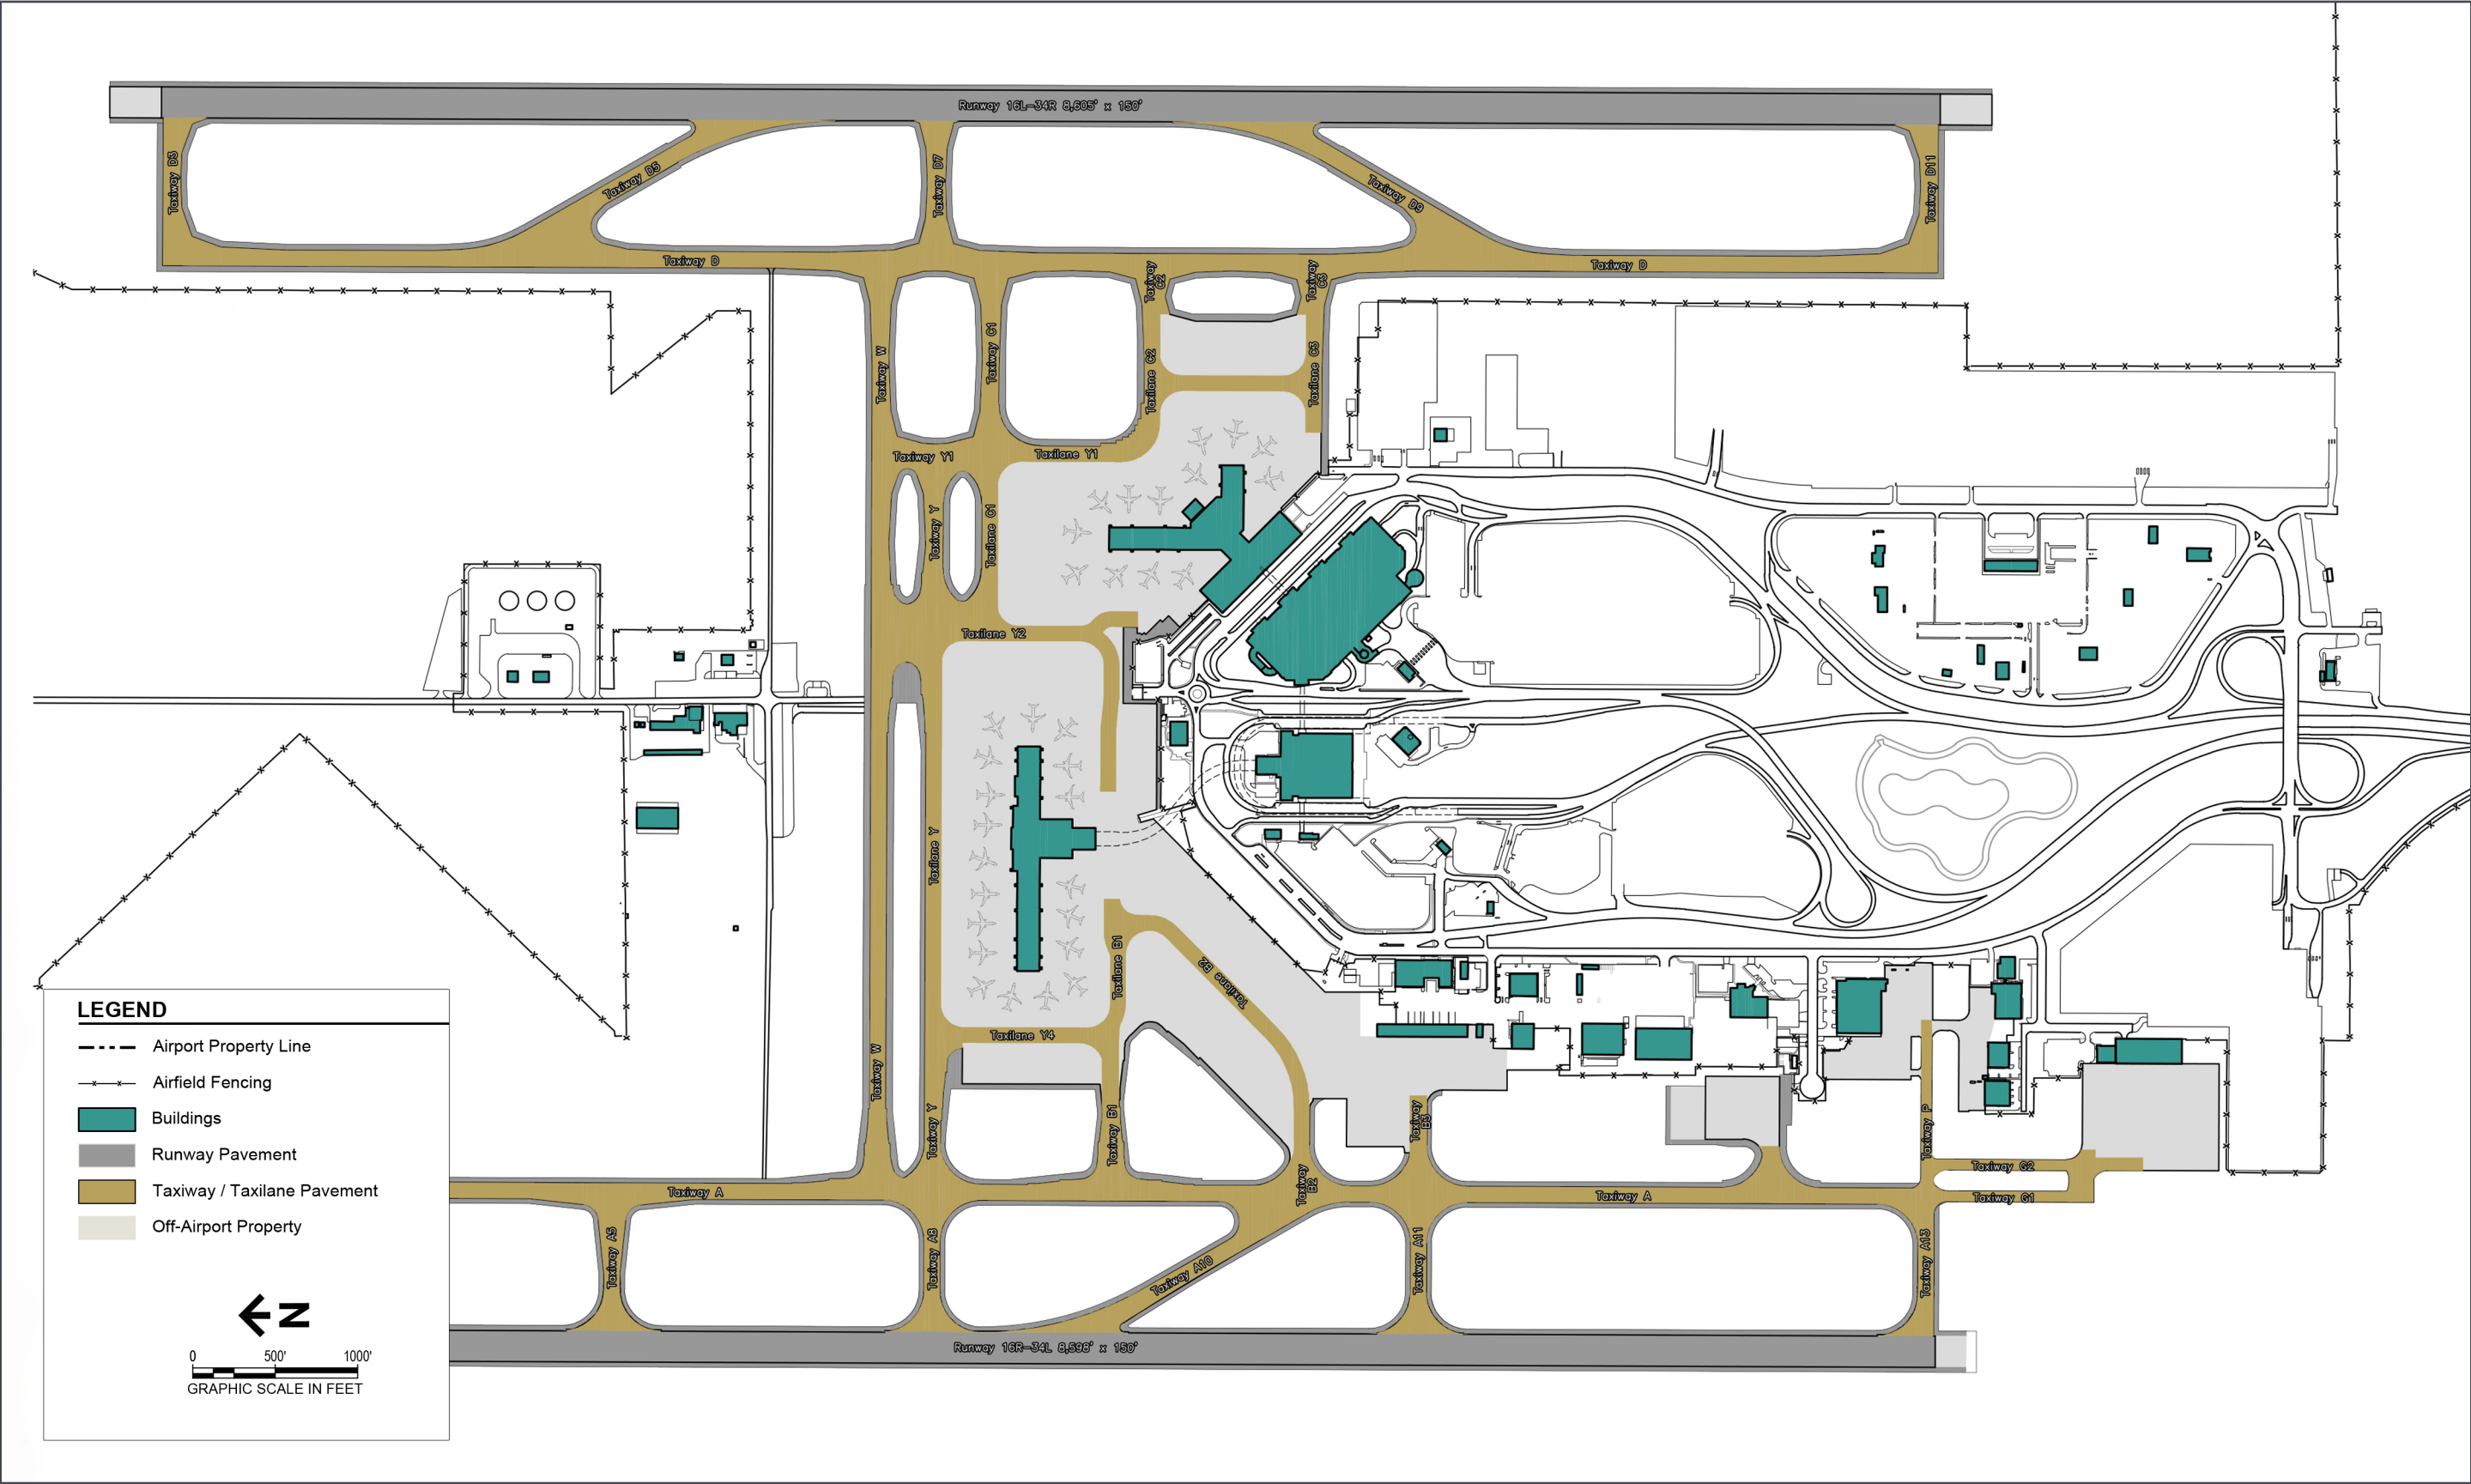 Runway 16L-34R 8,605' x 150'
Taxiway D3
Taxiway D5
Taxiway D7
Taxiway D9
Taxiway D11
Taxiway D
Taxiway D
Taxiway
C2
Taxiway
C3
Taxiway W
Taxiway C1
Taxilane C2
Taxilane C3
Taxiway Y1
Taxilane Y1
Taxiway Y
Taxilane C1
Taxilane Y2
Taxilane Y
Taxilane B1
Taxilane B2
Taxilane Y4
Taxiway W
Taxiway Y
Taxiway B1
Taxiway
B3
Taxiway P
Taxiway
B2
Taxiway G2
Taxiway A
Taxiway A
Taxiway G1
Taxiway A5
Taxiway A8
Taxiway A10
Taxiway A11
Taxiway A13
Runway 16R-34L 8,598' x 150'
LEGEND
Airport Property Line
Airfield Fencing
Buildings
Runway Pavement
Taxiway / Taxilane Pavement
Off-Airport Property
N
0 500' 1000'
GRAPHIC SCALE IN FEET